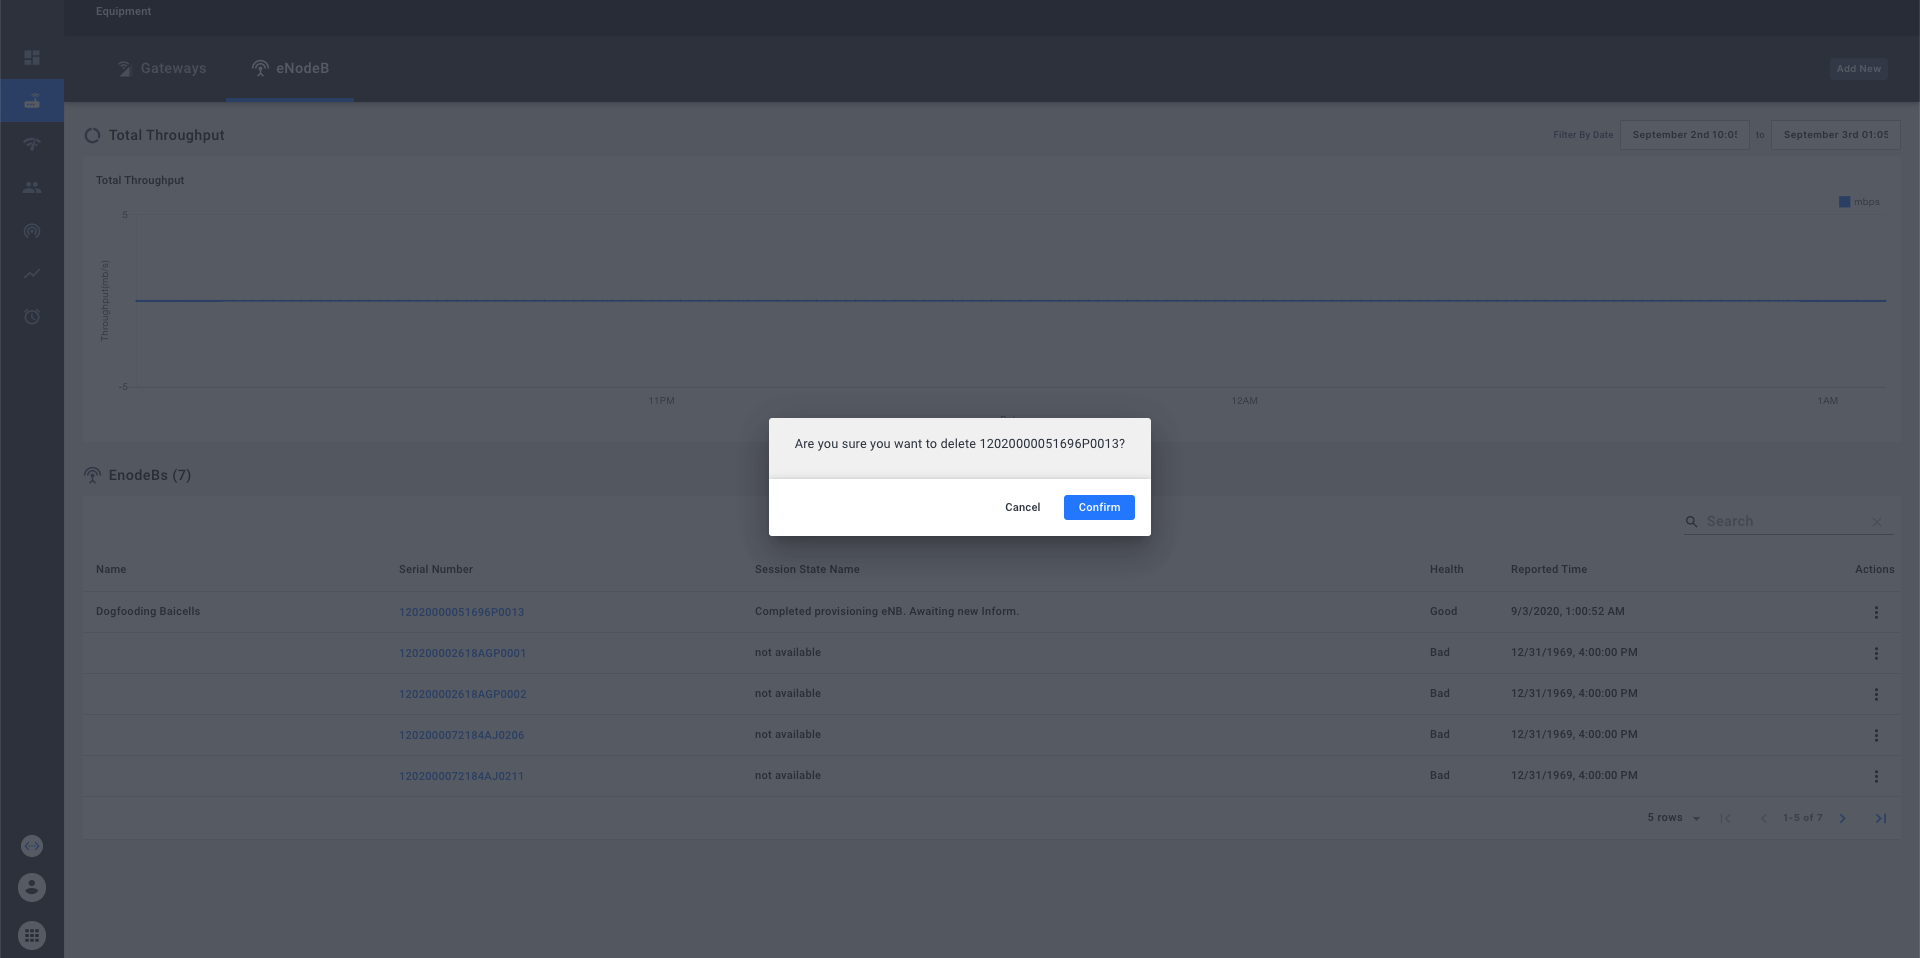 Equipment
Gateways
eNodeB
Add New
Total Throughput
Filter By Date
September 2nd 10:05
to
September 3rd 01:05
Total Throughput
mbps
5
Throughput(mb/s)
-5
11PM
12AM
1AM
Are you sure you want to delete 12020000051696P0013?
Cancel
Confirm
EnodeBs (7)
Search
Name Serial Number Session State Name Health Reported Time Actions
Dogfooding Baicells 12020000051696P0013 Completed provisioning eNB. Awaiting new Inform. Good 9/3/2020, 1:00:52 AM
120200002618AGP0001 not available Bad 12/31/1969, 4:00:00 PM
120200002618AGP0002 not available Bad 12/31/1969, 4:00:00 PM
1202000072184AJ0206 not available Bad 12/31/1969, 4:00:00 PM
1202000072184AJ0211 not available Bad 12/31/1969, 4:00:00 PM
5 rows
1-5 of 7